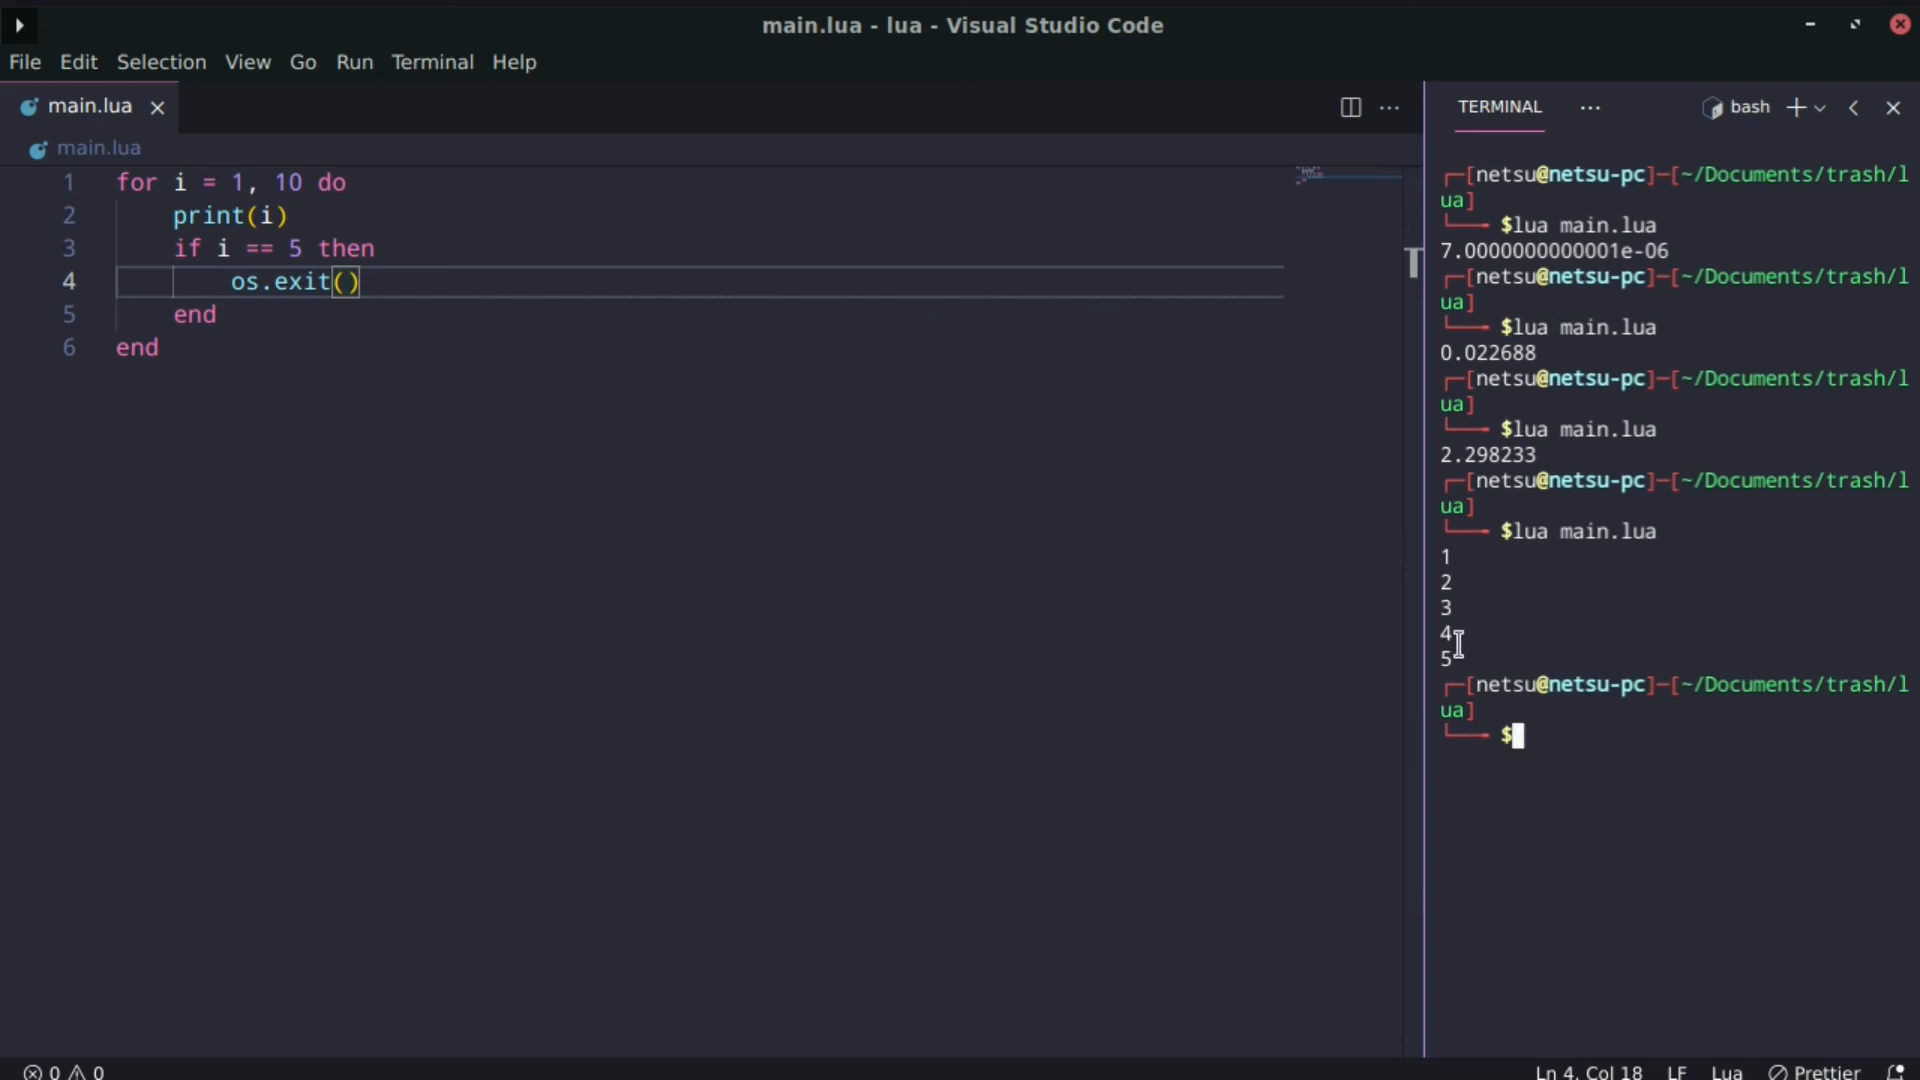 main.lua - lua - Visual Studio Code
File Edit Selection View Go Run Terminal Help
main.lua
main.lua
1 for i = 1, 10 do
2 print(i)
3 if i == 5 then
4 os.exit()
5 end
6 end
TERMINAL ··· bash
[netsu@netsu-pc]─[~/Documents/trash/l
ua]
$lua main.lua
7.0000000000001e-06
[netsu@netsu-pc]─[~/Documents/trash/l
ua]
$lua main.lua
0.022688
[netsu@netsu-pc]─[~/Documents/trash/l
ua]
$lua main.lua
2.298233
[netsu@netsu-pc]─[~/Documents/trash/l
ua]
$lua main.lua
1
2
3
4
5
[netsu@netsu-pc]─[~/Documents/trash/l
ua]
$
0 0
Ln 4, Col 18 LF Lua Prettier